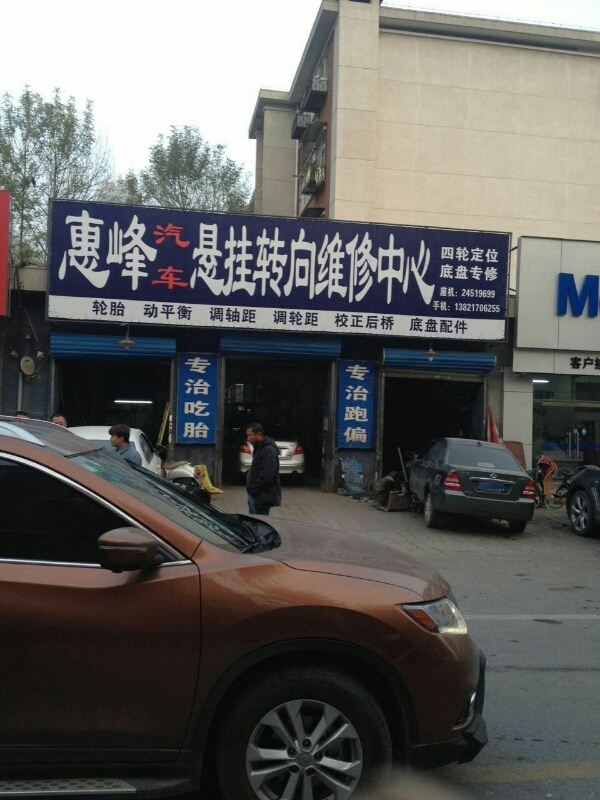 惠峰汽车悬挂转向维修中心
四轮定位
底盘专修
座机：24519699
手机：13821706255
轮胎 动平衡 调轴距 调轮距 校正后桥 底盘配件
专治吃胎
专治跑偏
M
客户